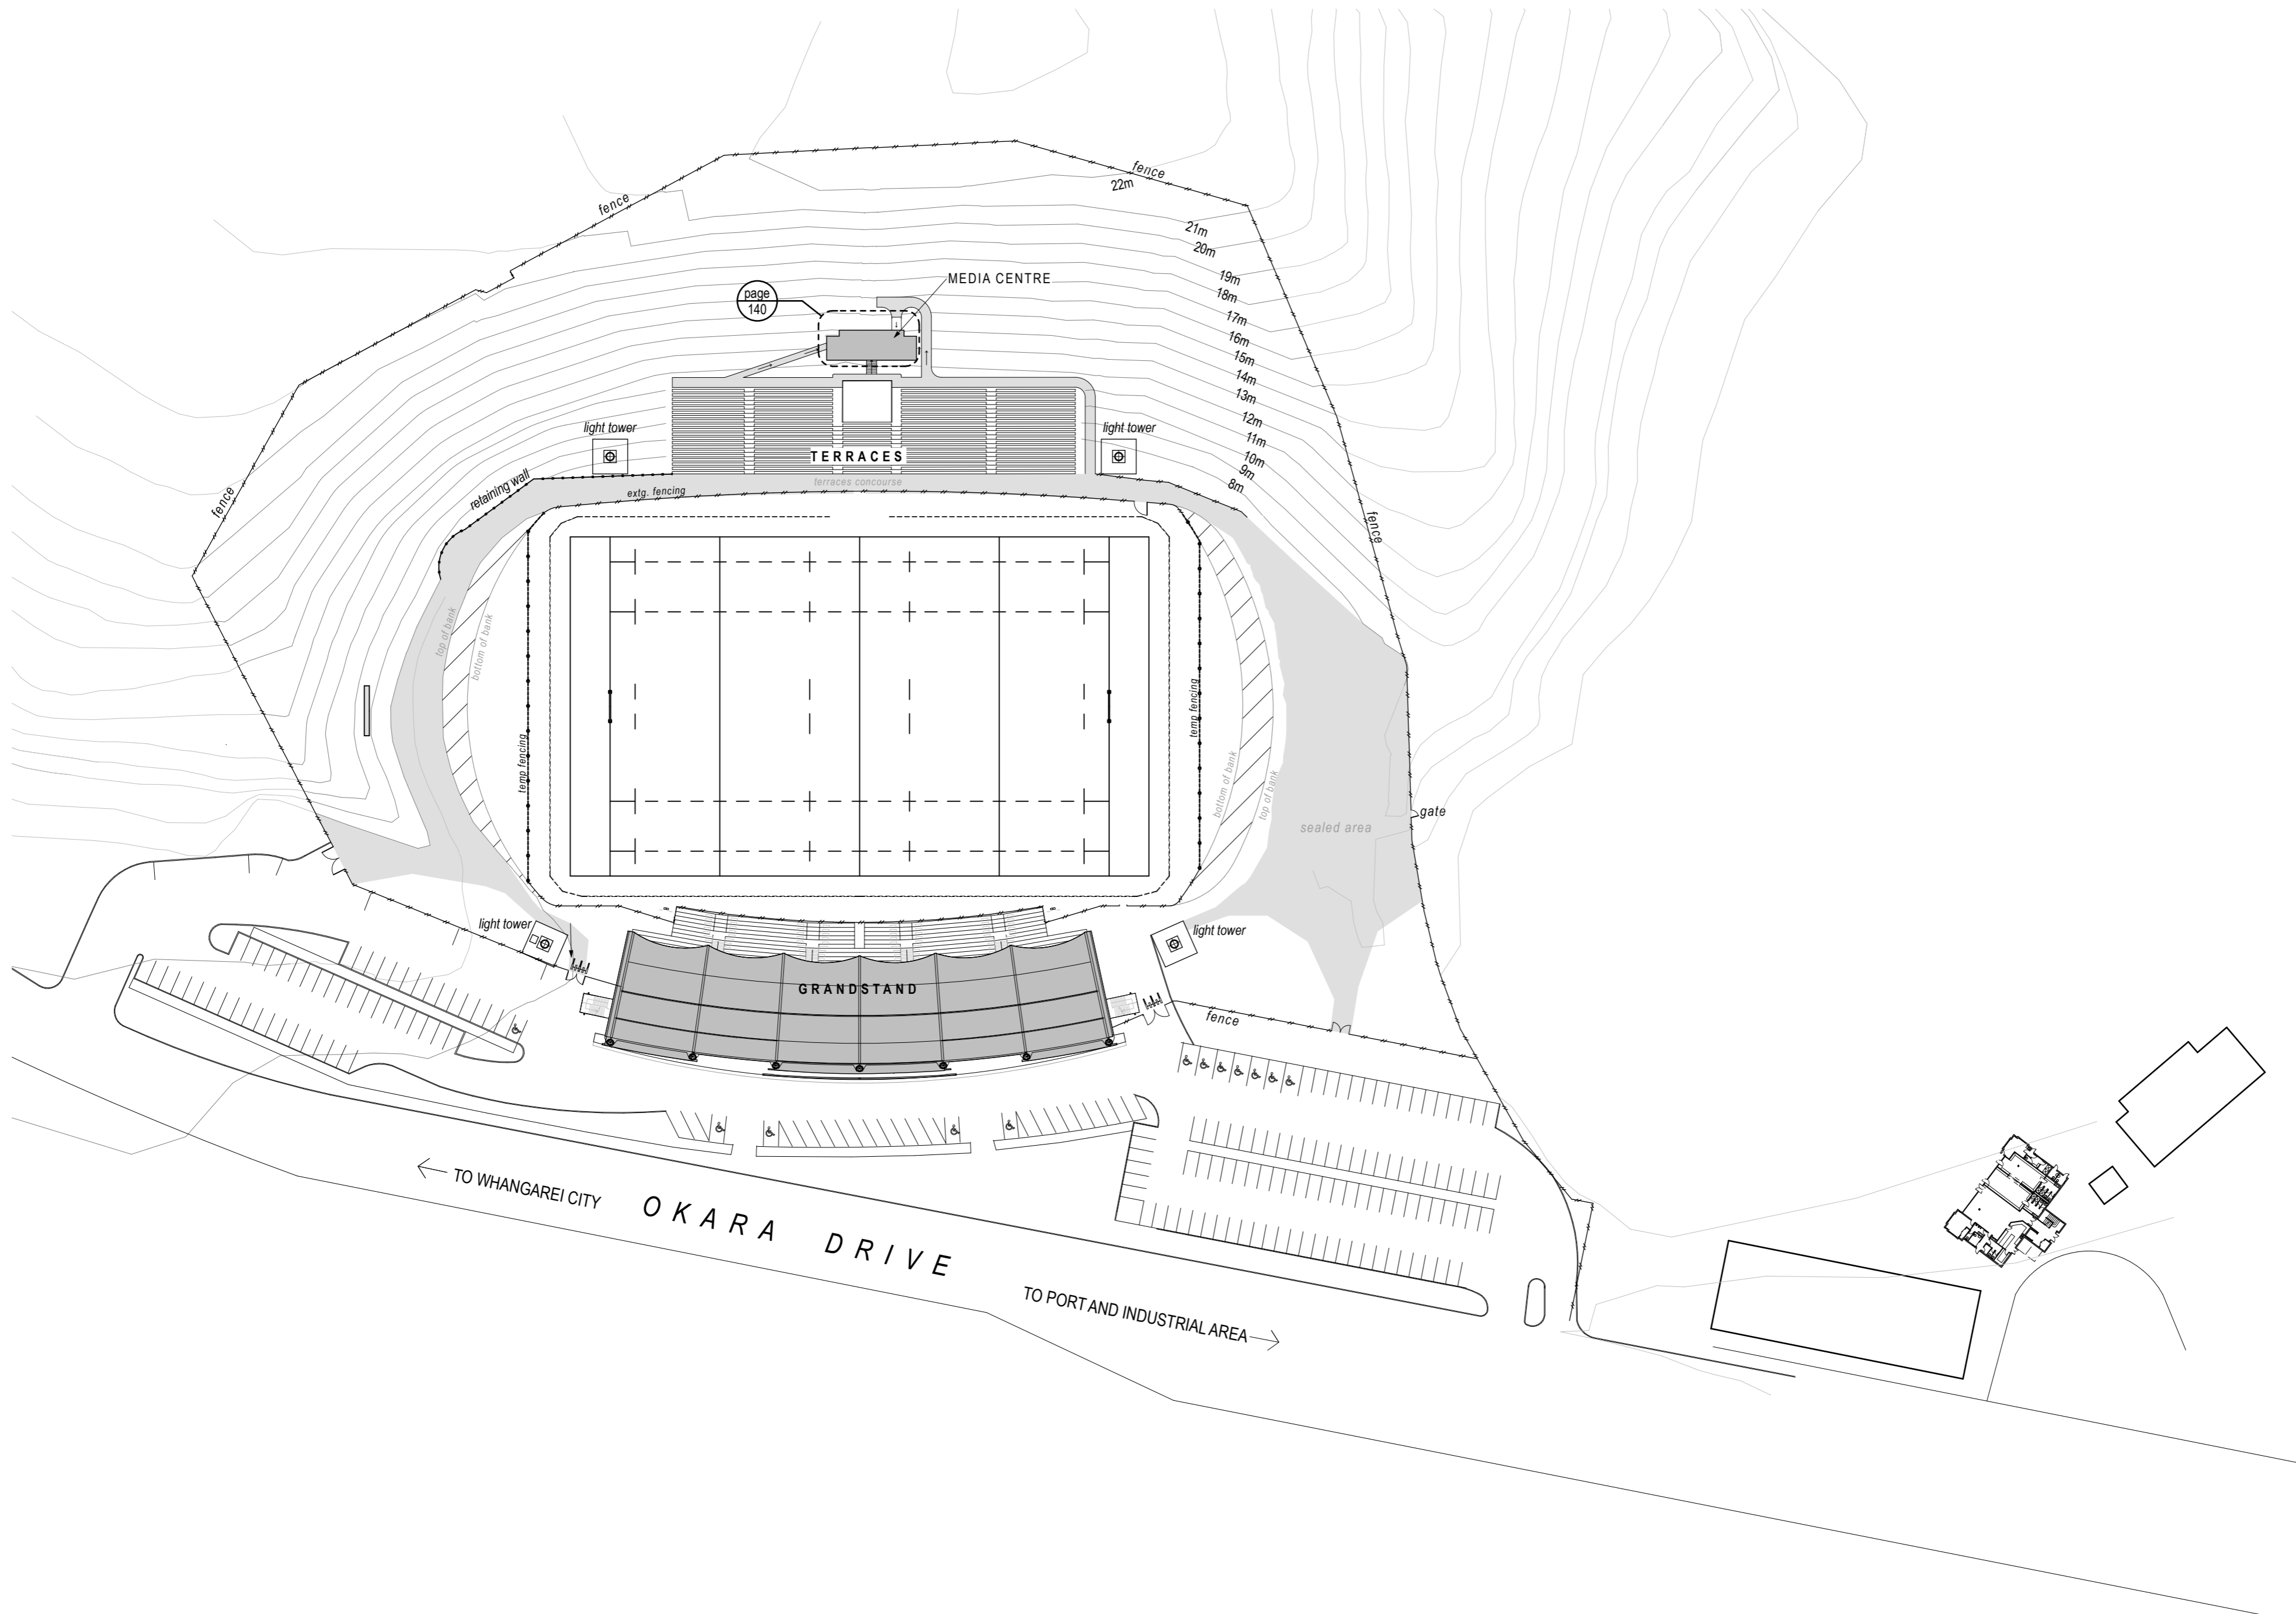 fence
22m
fence
21m
20m
19m
MEDIA CENTRE
page
140
18m
17m
16m
15m
14m
13m
12m
light tower
light tower
11m
TERRACES
10m
9m
8m
retaining wall
terraces concourse
extg. fencing
fence
fence
top of bank
bottom of bank
temp fencing
temp fencing
bottom of bank
top of bank
gate
sealed area
light tower
light tower
GRANDSTAND
fence
TO WHANGAREI CITY
OKARA DRIVE
TO PORT AND INDUSTRIAL AREA